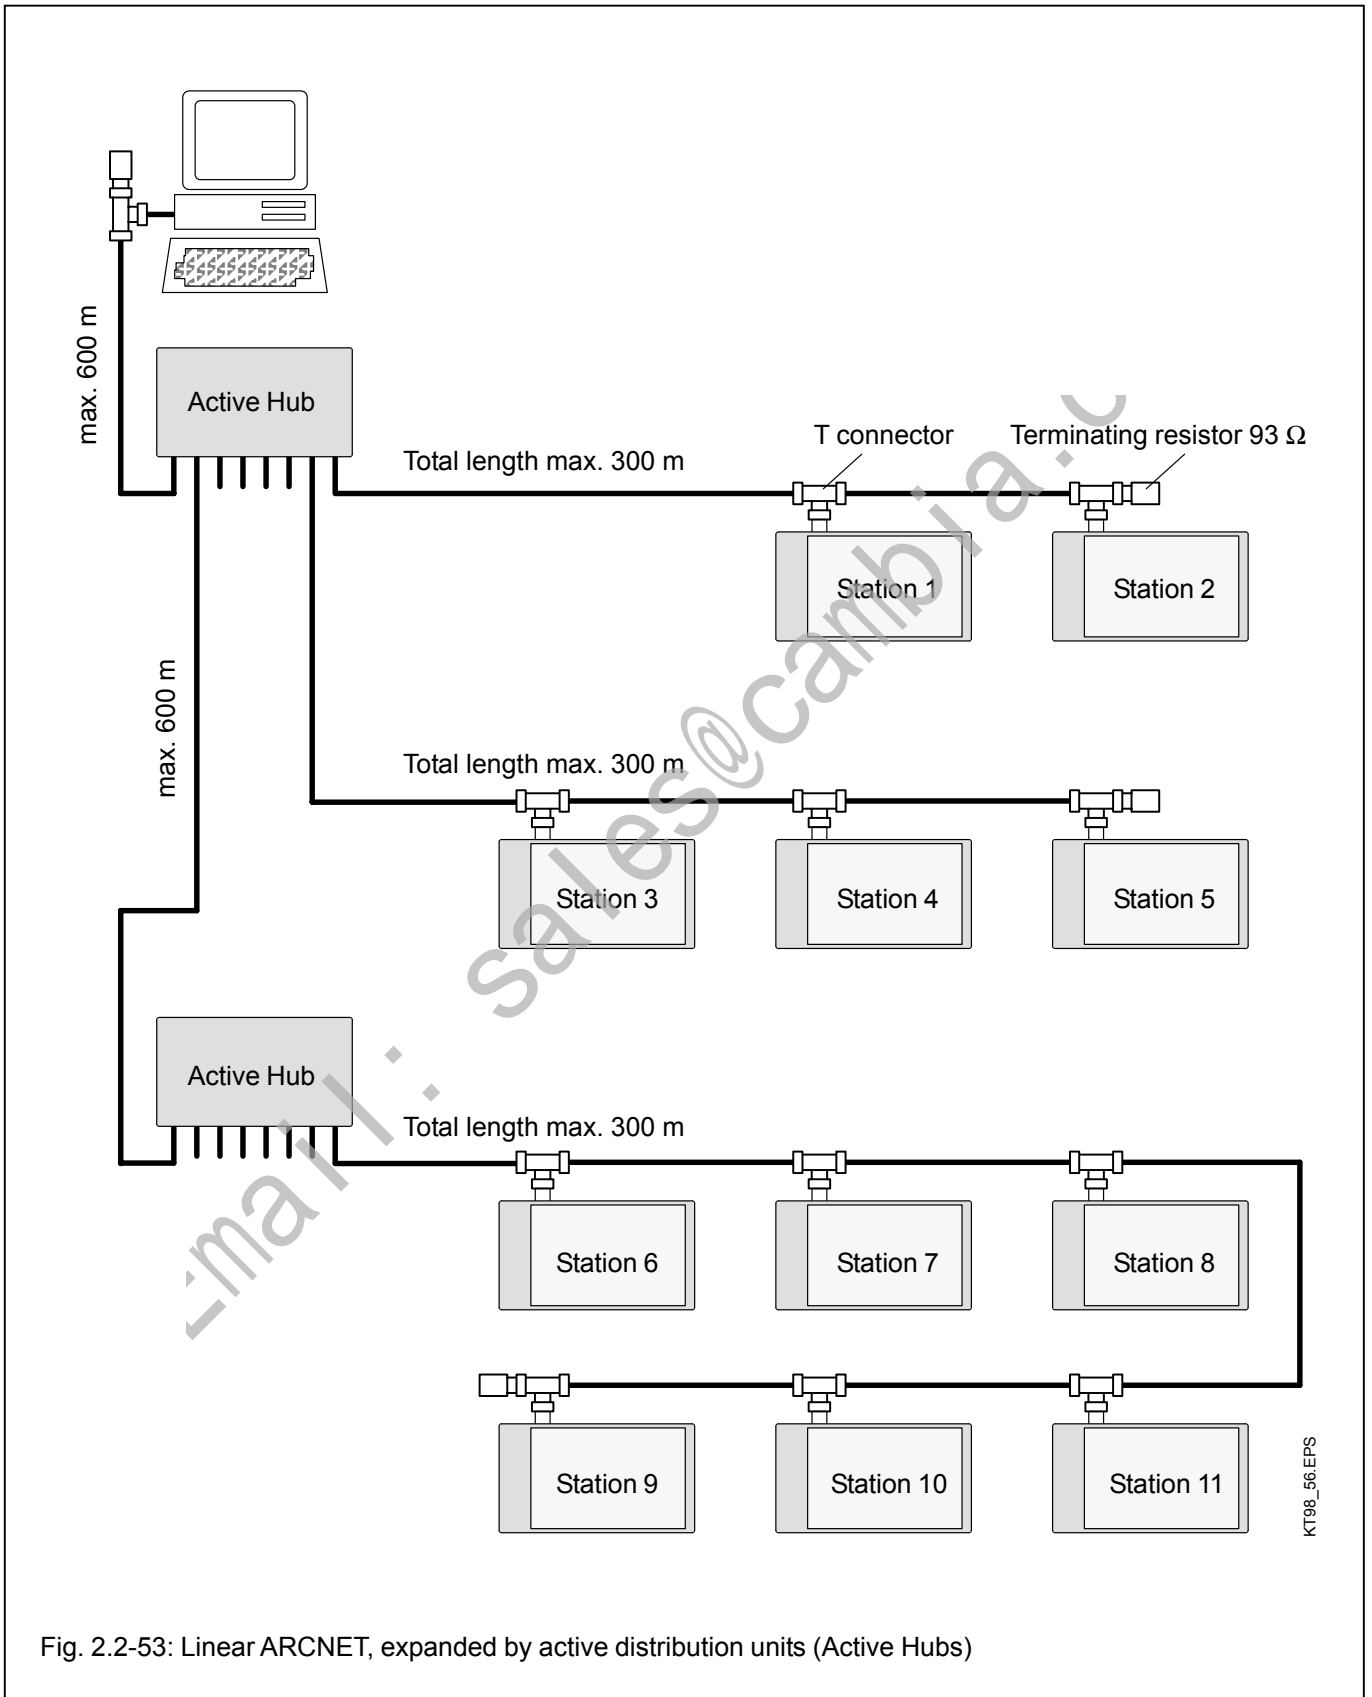 max. 600 m
Active Hub
T connector
Terminating resistor 93 Ω
Total length max. 300 m
Station 1
Station 2
max. 600 m
Total length max. 300 m
Station 3
Station 4
Station 5
Active Hub
Total length max. 300 m
Station 6
Station 7
Station 8
Station 9
Station 10
Station 11
KT98_56.EPS
Email: sales@cambia.c
Fig. 2.2-53: Linear ARCNET, expanded by active distribution units (Active Hubs)